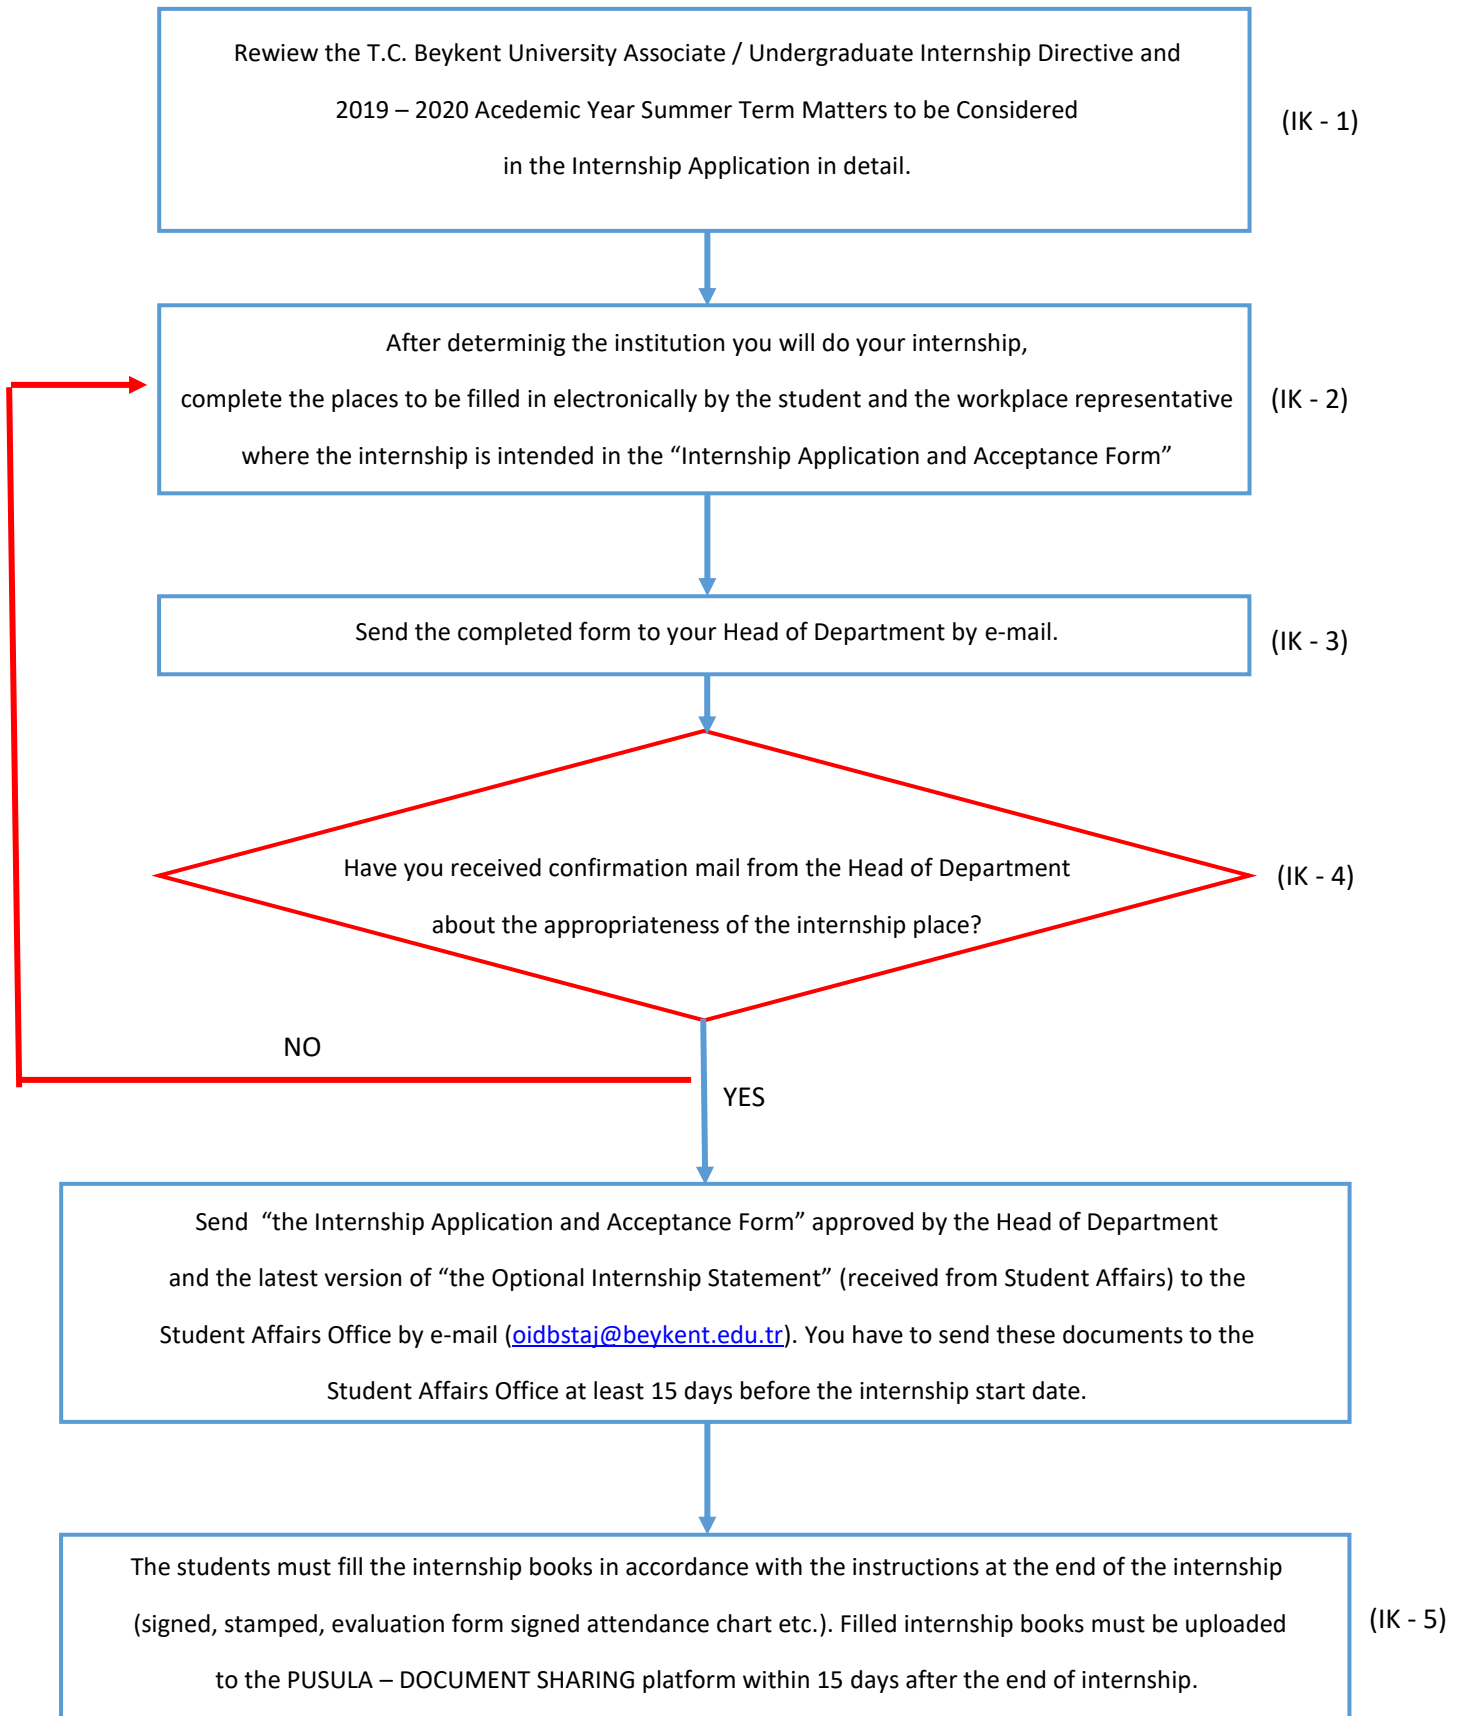 Rewiew the T.C. Beykent University Associate / Undergraduate Internship Directive and
2019 – 2020 Acedemic Year Summer Term Matters to be Considered
in the Internship Application in detail.
(IK - 1)
After determinig the institution you will do your internship,
complete the places to be filled in electronically by the student and the workplace representative
where the internship is intended in the “Internship Application and Acceptance Form”
(IK - 2)
Send the completed form to your Head of Department by e-mail.
(IK - 3)
Have you received confirmation mail from the Head of Department
about the appropriateness of the internship place?
(IK - 4)
NO
YES
Send “the Internship Application and Acceptance Form” approved by the Head of Department
and the latest version of “the Optional Internship Statement” (received from Student Affairs) to the
Student Affairs Office by e-mail (oidbstaj@beykent.edu.tr). You have to send these documents to the
Student Affairs Office at least 15 days before the internship start date.
The students must fill the internship books in accordance with the instructions at the end of the internship
(signed, stamped, evaluation form signed attendance chart etc.). Filled internship books must be uploaded
to the PUSULA – DOCUMENT SHARING platform within 15 days after the end of internship.
(IK - 5)